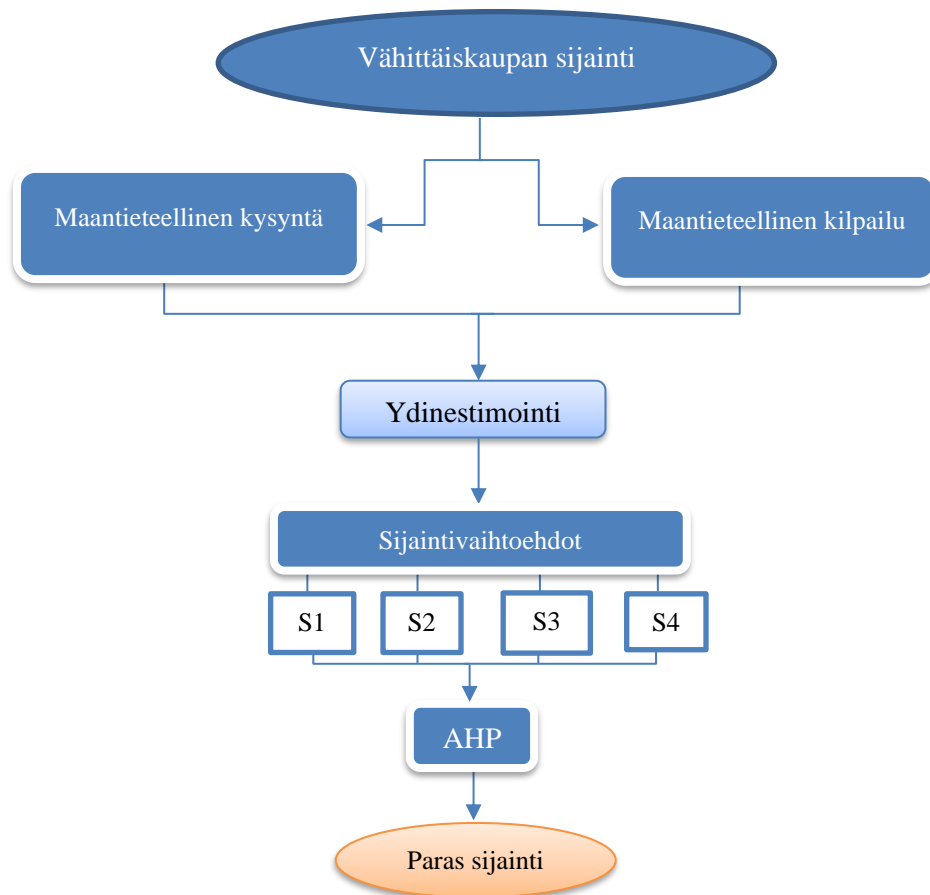 Vähittäiskaupan sijainti
Maantieteellinen kysyntä
Maantieteellinen kilpailu
Ydinestimointi
Sijaintivaihtoehdot
S1
S2
S3
S4
AHP
Paras sijainti